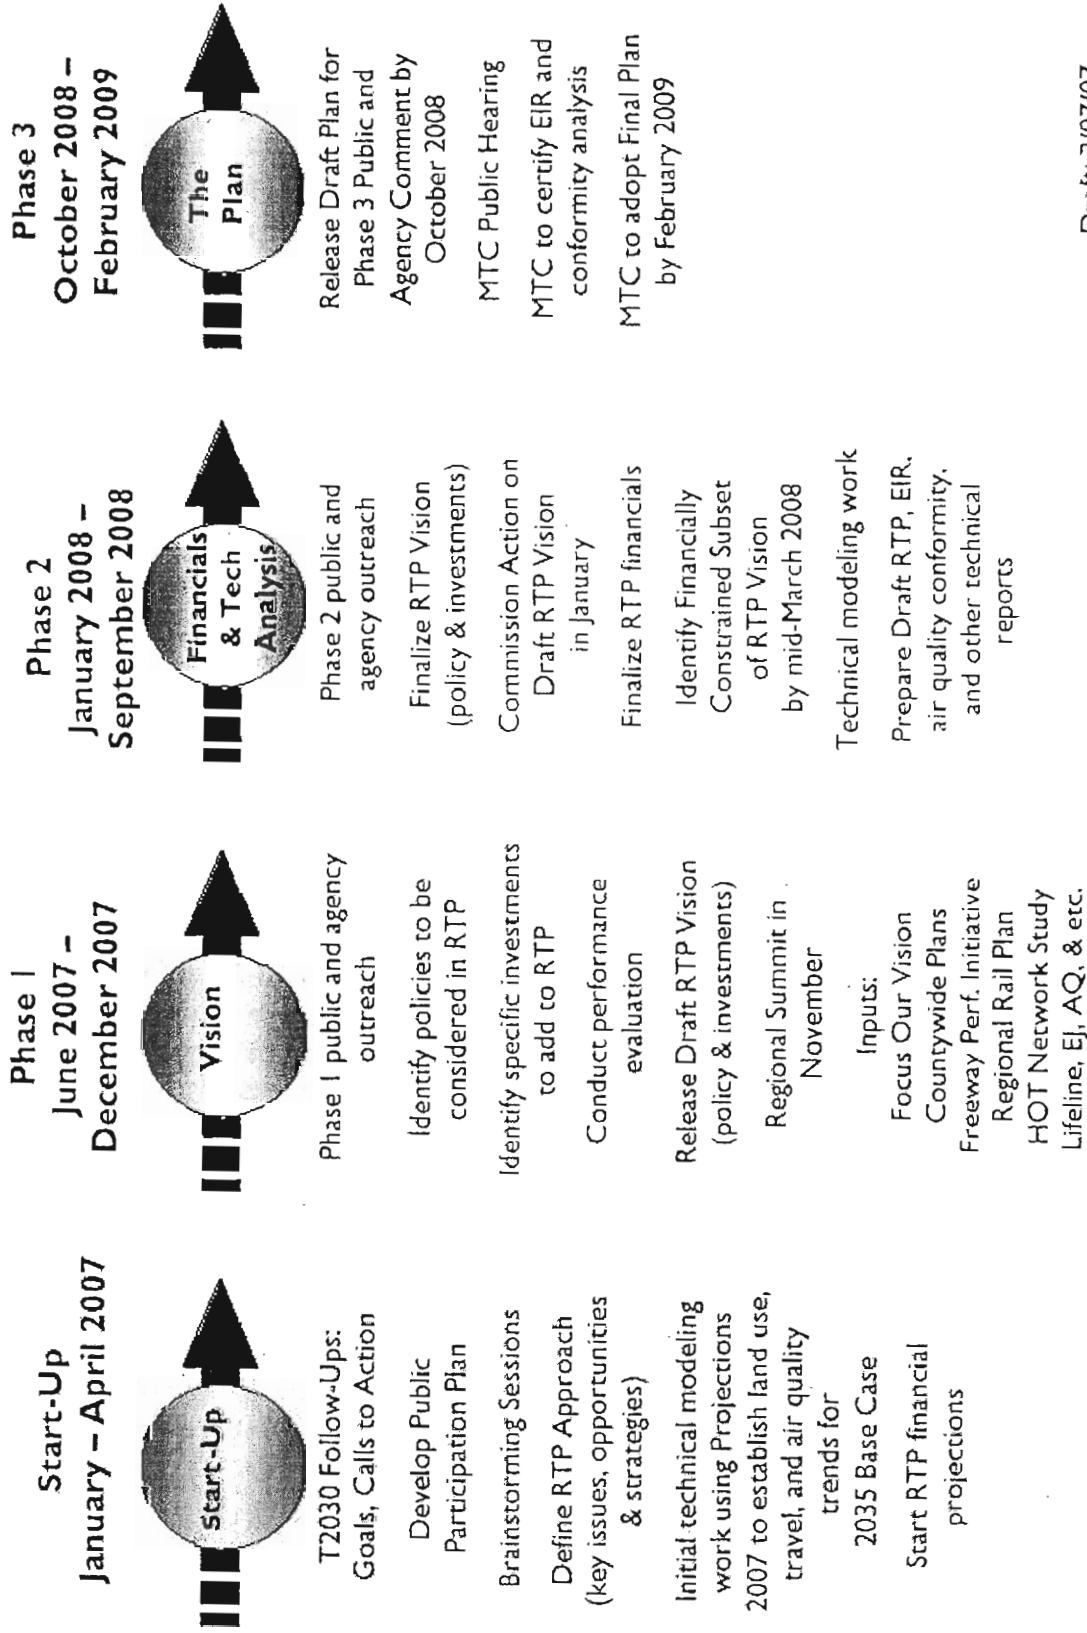 Start-Up
January – April 2007
Start-Up
T2030 Follow-Ups:
Goals, Calls to Action
Develop Public
Participation Plan
Brainstorming Sessions
Define RTP Approach
(key issues, opportunities
& strategies)
Initial technical modeling
work using Projections
2007 to establish land use,
travel, and air quality
trends for
2035 Base Case
Start RTP financial
projections
Phase 1
June 2007 –
December 2007
Vision
Phase 1 public and agency
outreach
Identify policies to be
considered in RTP
Identify specific investments
to add to RTP
Conduct performance
evaluation
Release Draft RTP Vision
(policy & investments)
Regional Summit in
November
Inputs:
Focus Our Vision
Countywide Plans
Freeway Perf. Initiative
Regional Rail Plan
HOT Network Study
Lifeline, EJ, AQ, & etc.
Phase 2
January 2008 –
September 2008
Financials
& Tech
Analysis
Phase 2 public and
agency outreach
Finalize RTP Vision
(policy & investments)
Commission Action on
Draft RTP Vision
in January
Finalize RTP financials
Identify Financially
Constrained Subset
of RTP Vision
by mid-March 2008
Technical modeling work
Prepare Draft RTP, EIR,
air quality conformity,
and other technical
reports
Phase 3
October 2008 –
February 2009
The
Plan
Release Draft Plan for
Phase 3 Public and
Agency Comment by
October 2008
MTC Public Hearing
MTC to certify EIR and
conformity analysis
MTC to adopt Final Plan
by February 2009